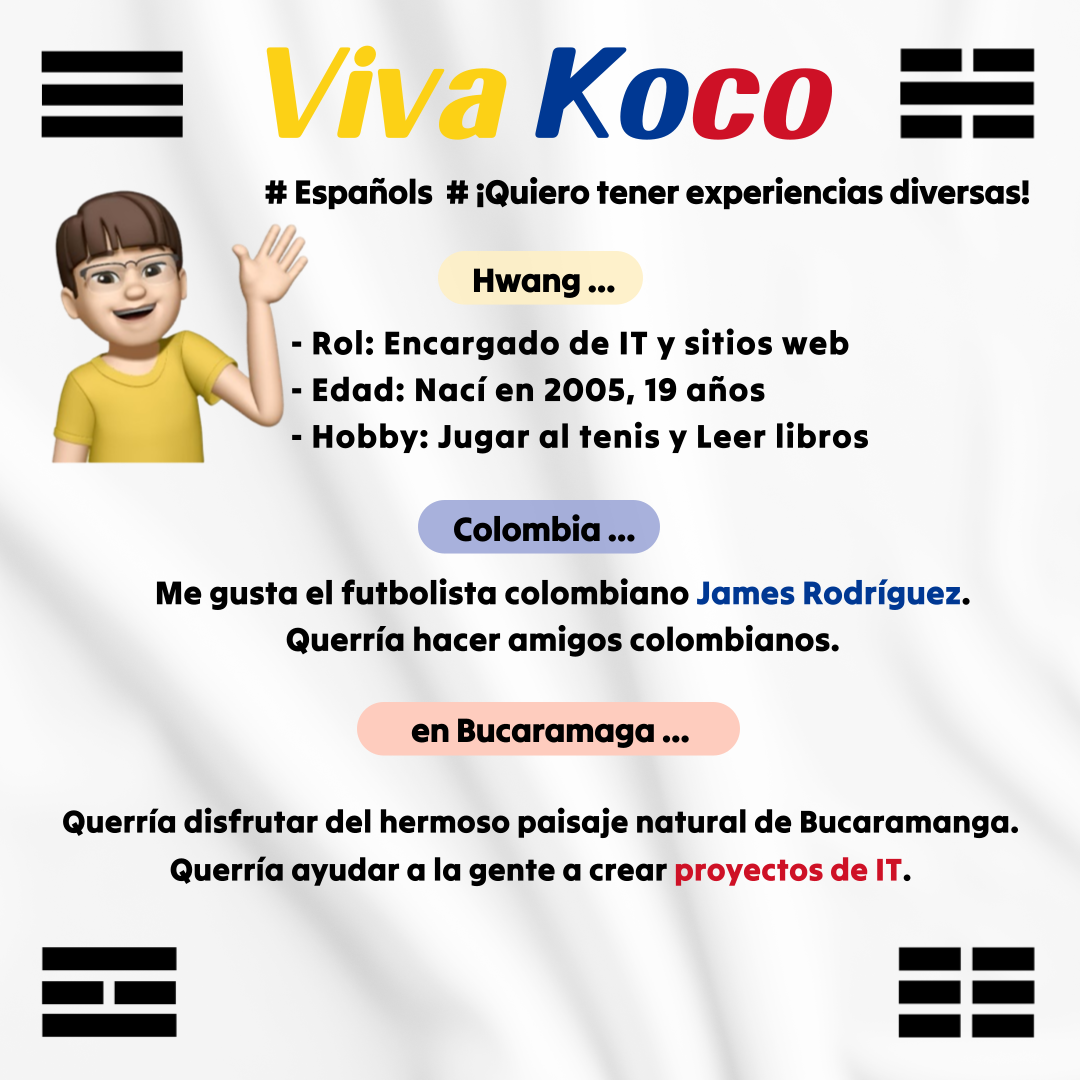 Viva Koco
# Españols # ¡Quiero tener experiencias diversas!
Hwang ...
- Rol: Encargado de IT y sitios web
- Edad: Nací en 2005, 19 años
- Hobby: Jugar al tenis y Leer libros
Colombia ...
Me gusta el futbolista colombiano James Rodríguez.
Querría hacer amigos colombianos.
en Bucaramaga ...
Querría disfrutar del hermoso paisaje natural de Bucaramanga.
Querría ayudar a la gente a crear proyectos de IT.